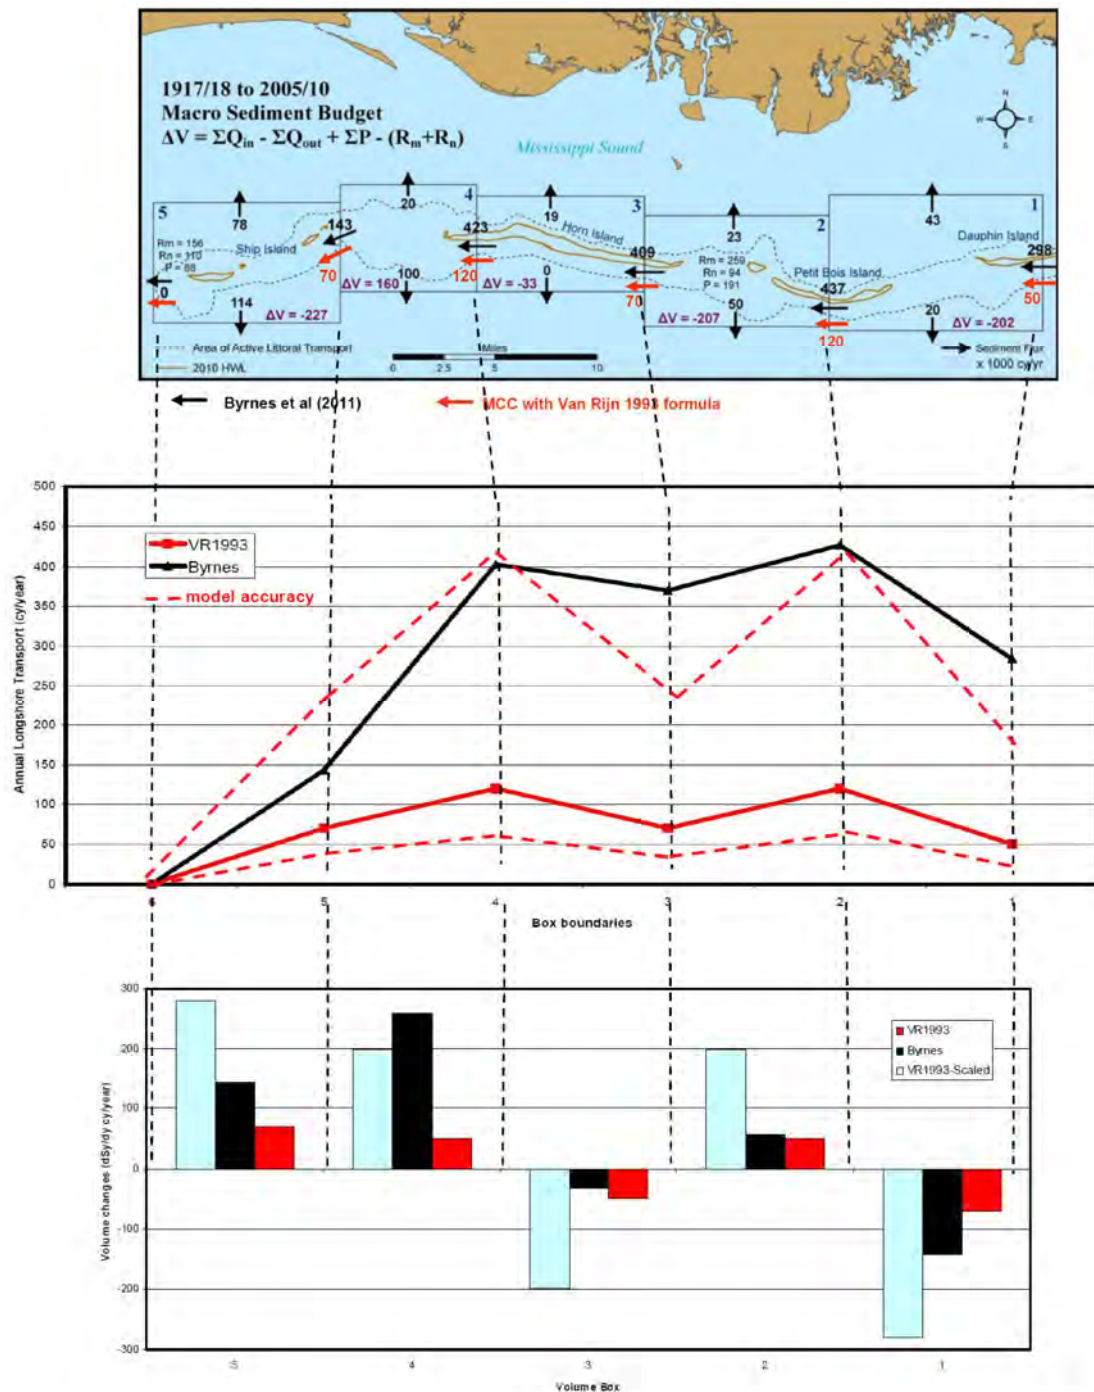 1917/18 to 2005/10
Macro Sediment Budget
ΔV = ΣQin - ΣQout + ΣP - (Rm+Rn)
Mississippi Sound
N
W E
S
5
78
Rm = 156
Rn = 110
P = 88
Ship Island
0
114
ΔV = -227
143
70
4
20
100
ΔV = 160
423
120
3
19
Horn Island
0
ΔV = -33
409
70
2
23
Rm = 259
Rn = 94
P = 191
Petit Bois Island
50
ΔV = -207
437
120
1
43
Dauphin Island
298
50
20
ΔV = -202
Area of Active Littoral Transport
2010 HWL
Miles
0 2.5 5 10
Sediment Flux
x 1000 cy/yr
Byrnes et al (2011)
MCC with Van Rijn 1993 formula
500
450
400
350
300
250
200
150
100
50
0
Annual Longshore Transport (cy/year)
VR1993
Byrnes
model accuracy
6 5 4 3 2 1
Box boundaries
300
200
100
0
-100
-200
-300
Volume changes (dSy/dy cy/year)
VR1993
Byrnes
VR1993-Scaled
5 4 3 2 1
Volume Box